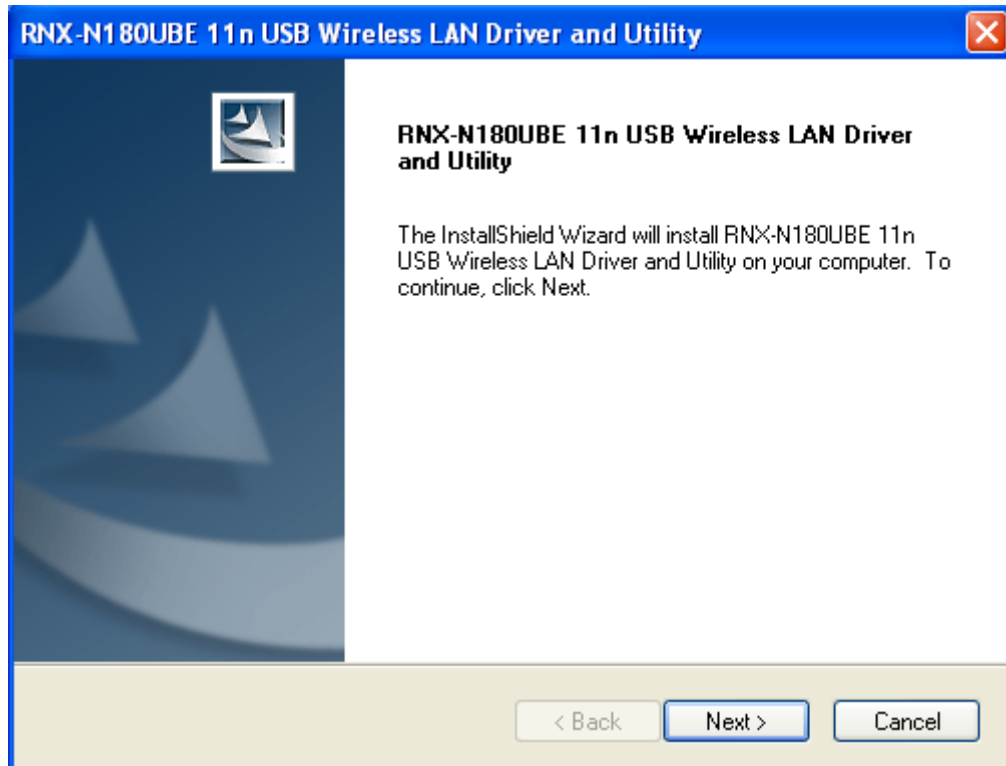 RNX-N180UBE 11n USB Wireless LAN Driver and Utility
RNX-N180UBE 11n USB Wireless LAN Driver
and Utility
The InstallShield Wizard will install RNX-N180UBE 11n
USB Wireless LAN Driver and Utility on your computer.  To
continue, click Next.
< Back
Next >
Cancel